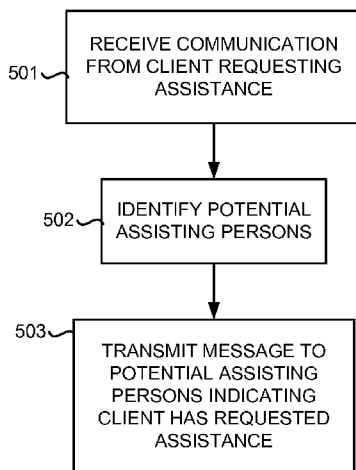 501
RECEIVE COMMUNICATION
FROM CLIENT REQUESTING
ASSISTANCE
502
IDENTIFY POTENTIAL
ASSISTING PERSONS
503
TRANSMIT MESSAGE TO
POTENTIAL ASSISTING
PERSONS INDICATING
CLIENT HAS REQUESTED
ASSISTANCE